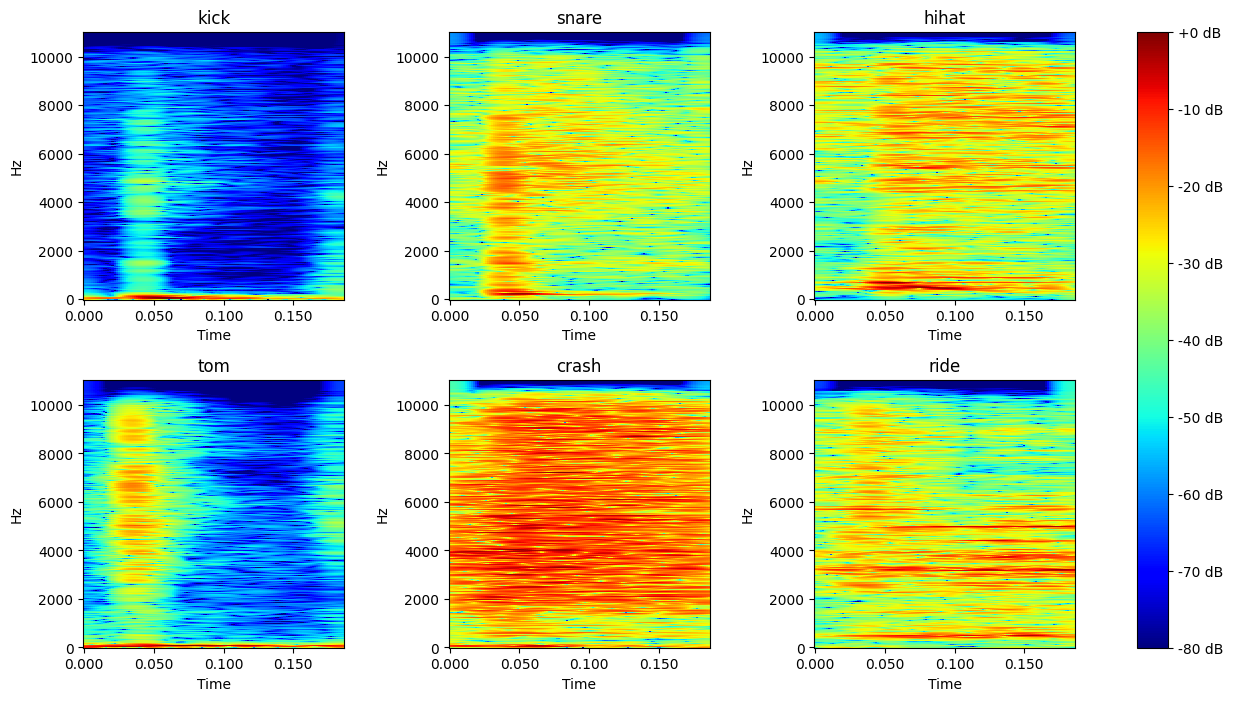 kick
snare
hihat
10000
8000
6000
4000
2000
0
Hz
0.000
0.050
0.100
0.150
Time
10000
8000
6000
4000
2000
0
Hz
0.000
0.050
0.100
0.150
Time
10000
8000
6000
4000
2000
0
Hz
0.000
0.050
0.100
0.150
Time
tom
crash
ride
10000
8000
6000
4000
2000
0
Hz
0.000
0.050
0.100
0.150
Time
10000
8000
6000
4000
2000
0
Hz
0.000
0.050
0.100
0.150
Time
10000
8000
6000
4000
2000
0
Hz
0.000
0.050
0.100
0.150
Time
+0 dB
-10 dB
-20 dB
-30 dB
-40 dB
-50 dB
-60 dB
-70 dB
-80 dB